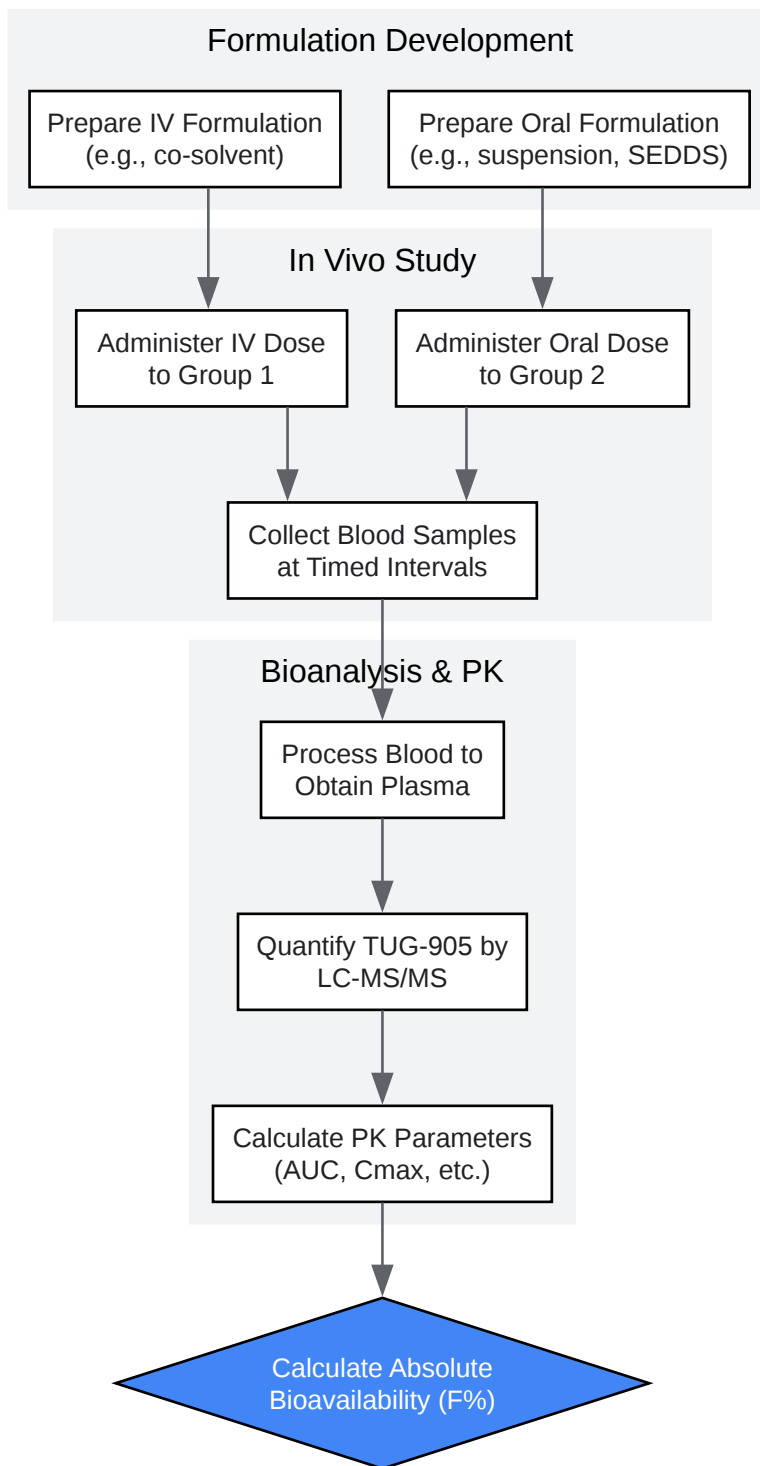 Formulation Development
Prepare IV Formulation
(e.g., co-solvent)
Prepare Oral Formulation
(e.g., suspension, SEDDS)
In Vivo Study
Administer IV Dose
to Group 1
Administer Oral Dose
to Group 2
Collect Blood Samples
at Timed Intervals
Bioanalysis & PK
Process Blood to
Obtain Plasma
Quantify TUG-905 by
LC-MS/MS
Calculate PK Parameters
(AUC, Cmax, etc.)
Calculate Absolute
Bioavailability (F%)